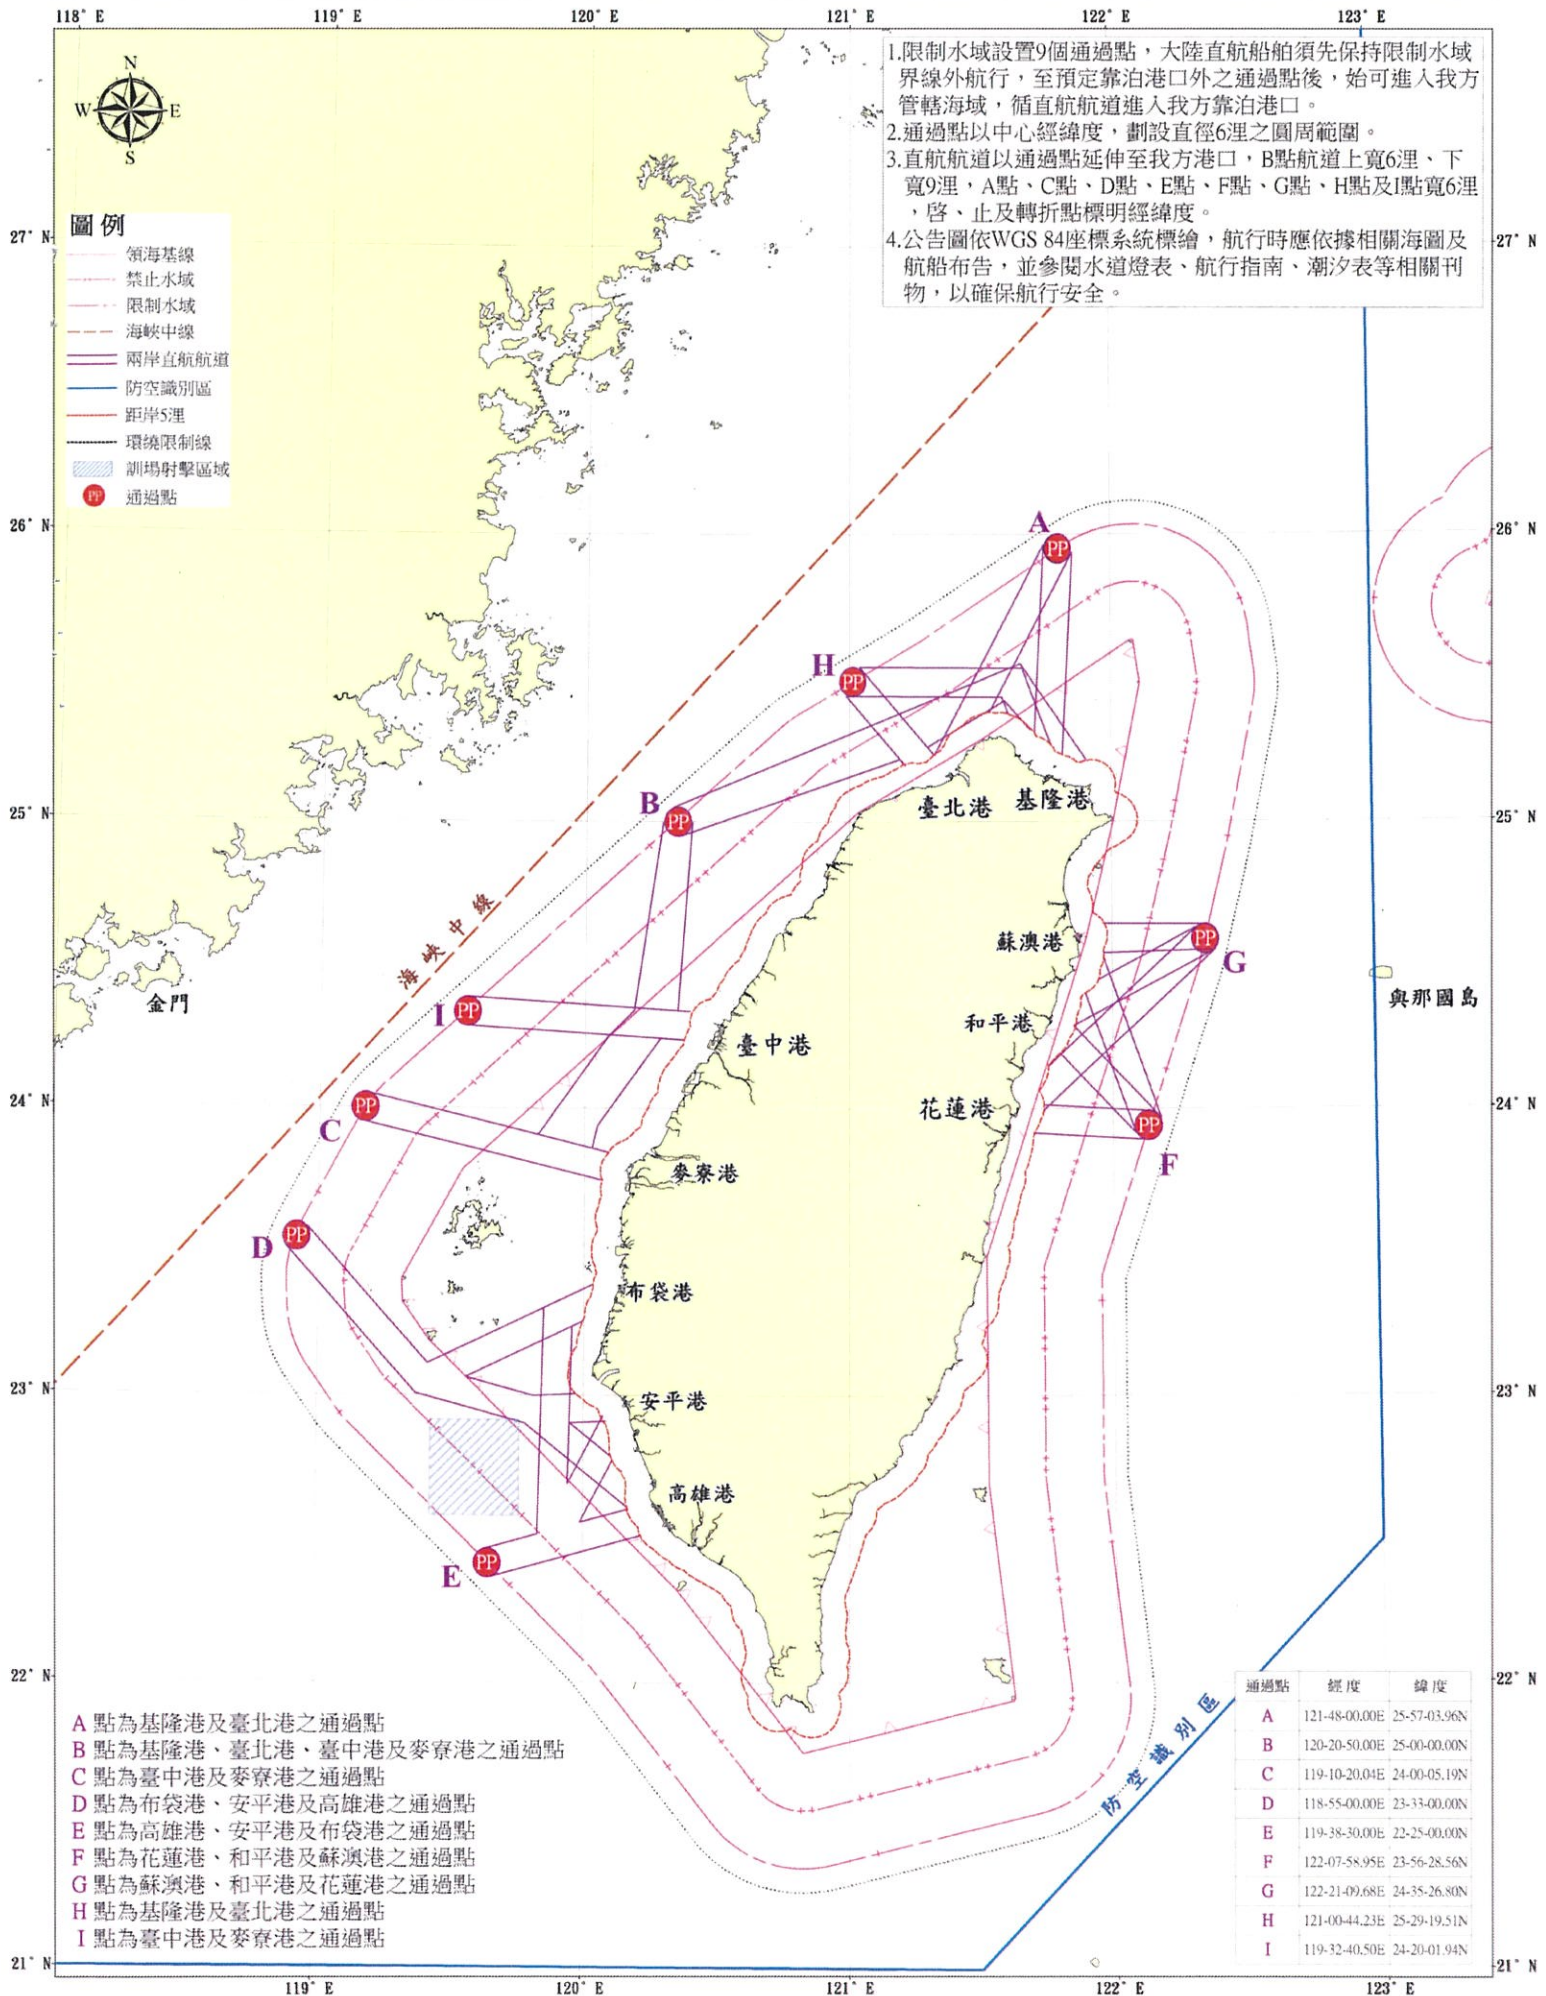 118° E
119° E
120° E
121° E
122° E
123° E
N
W
E
S
1.限制水域設置9個通過點，大陸直航船舶須先保持限制水域
界線外航行，至預定靠泊港口外之通過點後，始可進入我方
管轄海域，循直航航道進入我方靠泊港口。
2.通過點以中心經緯度，劃設直徑6浬之圓周範圍。
3.直航航道以通過點延伸至我方港口，B點航道上寬6浬、下
寬9浬，A點、C點、D點、E點、F點、G點、H點及I點寬6浬
，啓、止及轉折點標明經緯度。
4.公告圖依WGS 84座標系統標繪，航行時應依據相關海圖及
航船布告，並參閱水道燈表、航行指南、潮汐表等相關刊
物，以確保航行安全。
圖例
領海基線
禁止水域
限制水域
海峽中線
兩岸直航航道
防空識別區
距岸5浬
環繞限制線
訓場射擊區域
PP 通過點
27° N
27° N
26° N
26° N
A
PP
H
PP
B
PP
25° N
25° N
臺北港
基隆港
海峽中線
蘇澳港
PP
G
金門
與那國島
I
PP
和平港
臺中港
24° N
24° N
C
PP
花蓮港
PP
F
麥寮港
D
PP
布袋港
23° N
23° N
安平港
高雄港
E
PP
22° N
22° N
防空識別區
A 點為基隆港及臺北港之通過點
B 點為基隆港、臺北港、臺中港及麥寮港之通過點
C 點為臺中港及麥寮港之通過點
D 點為布袋港、安平港及高雄港之通過點
E 點為高雄港、安平港及布袋港之通過點
F 點為花蓮港、和平港及蘇澳港之通過點
G 點為蘇澳港、和平港及花蓮港之通過點
H 點為基隆港及臺北港之通過點
I 點為臺中港及麥寮港之通過點
通過點 經度 緯度
A 121-48-00.00E 25-57-03.96N
B 120-20-50.00E 25-00-00.00N
C 119-10-20.04E 24-00-05.19N
D 118-55-00.00E 23-33-00.00N
E 119-38-30.00E 22-25-00.00N
F 122-07-58.95E 23-56-28.56N
G 122-21-09.68E 24-35-26.80N
H 121-00-44.23E 25-29-19.51N
I 119-32-40.50E 24-20-01.94N
21° N
21° N
119° E
120° E
121° E
122° E
123° E